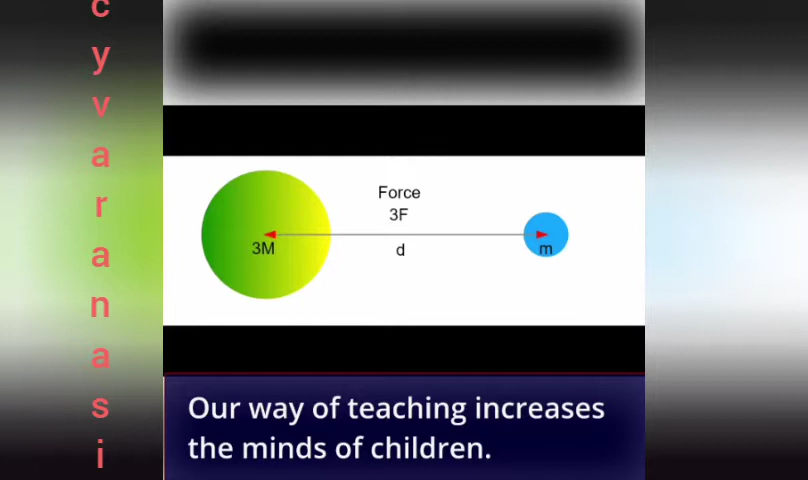 c
y
v
a
r
a
n
a
s
i
Force
3F
3M
d
m
Our way of teaching increases
the minds of children.